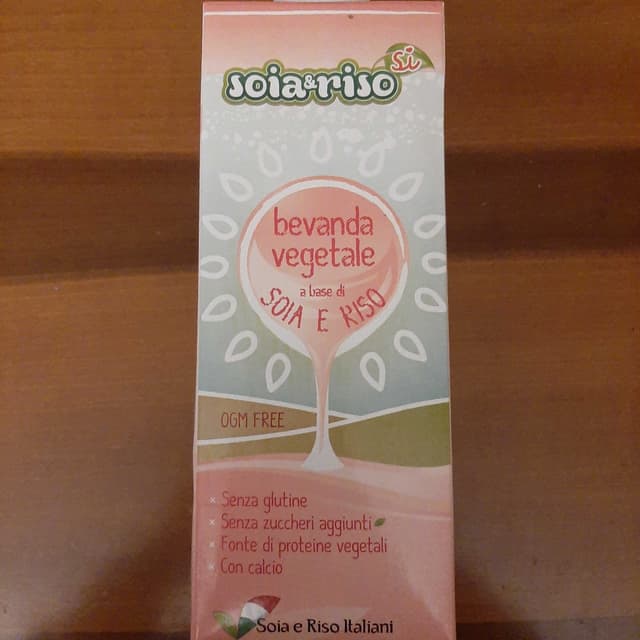 soia&riso
sì
bevanda
vegetale
a base di
SOIA E RISO
OGM FREE
Senza glutine
Senza zuccheri aggiunti
Fonte di proteine vegetali
Con calcio
Soia e Riso Italiani